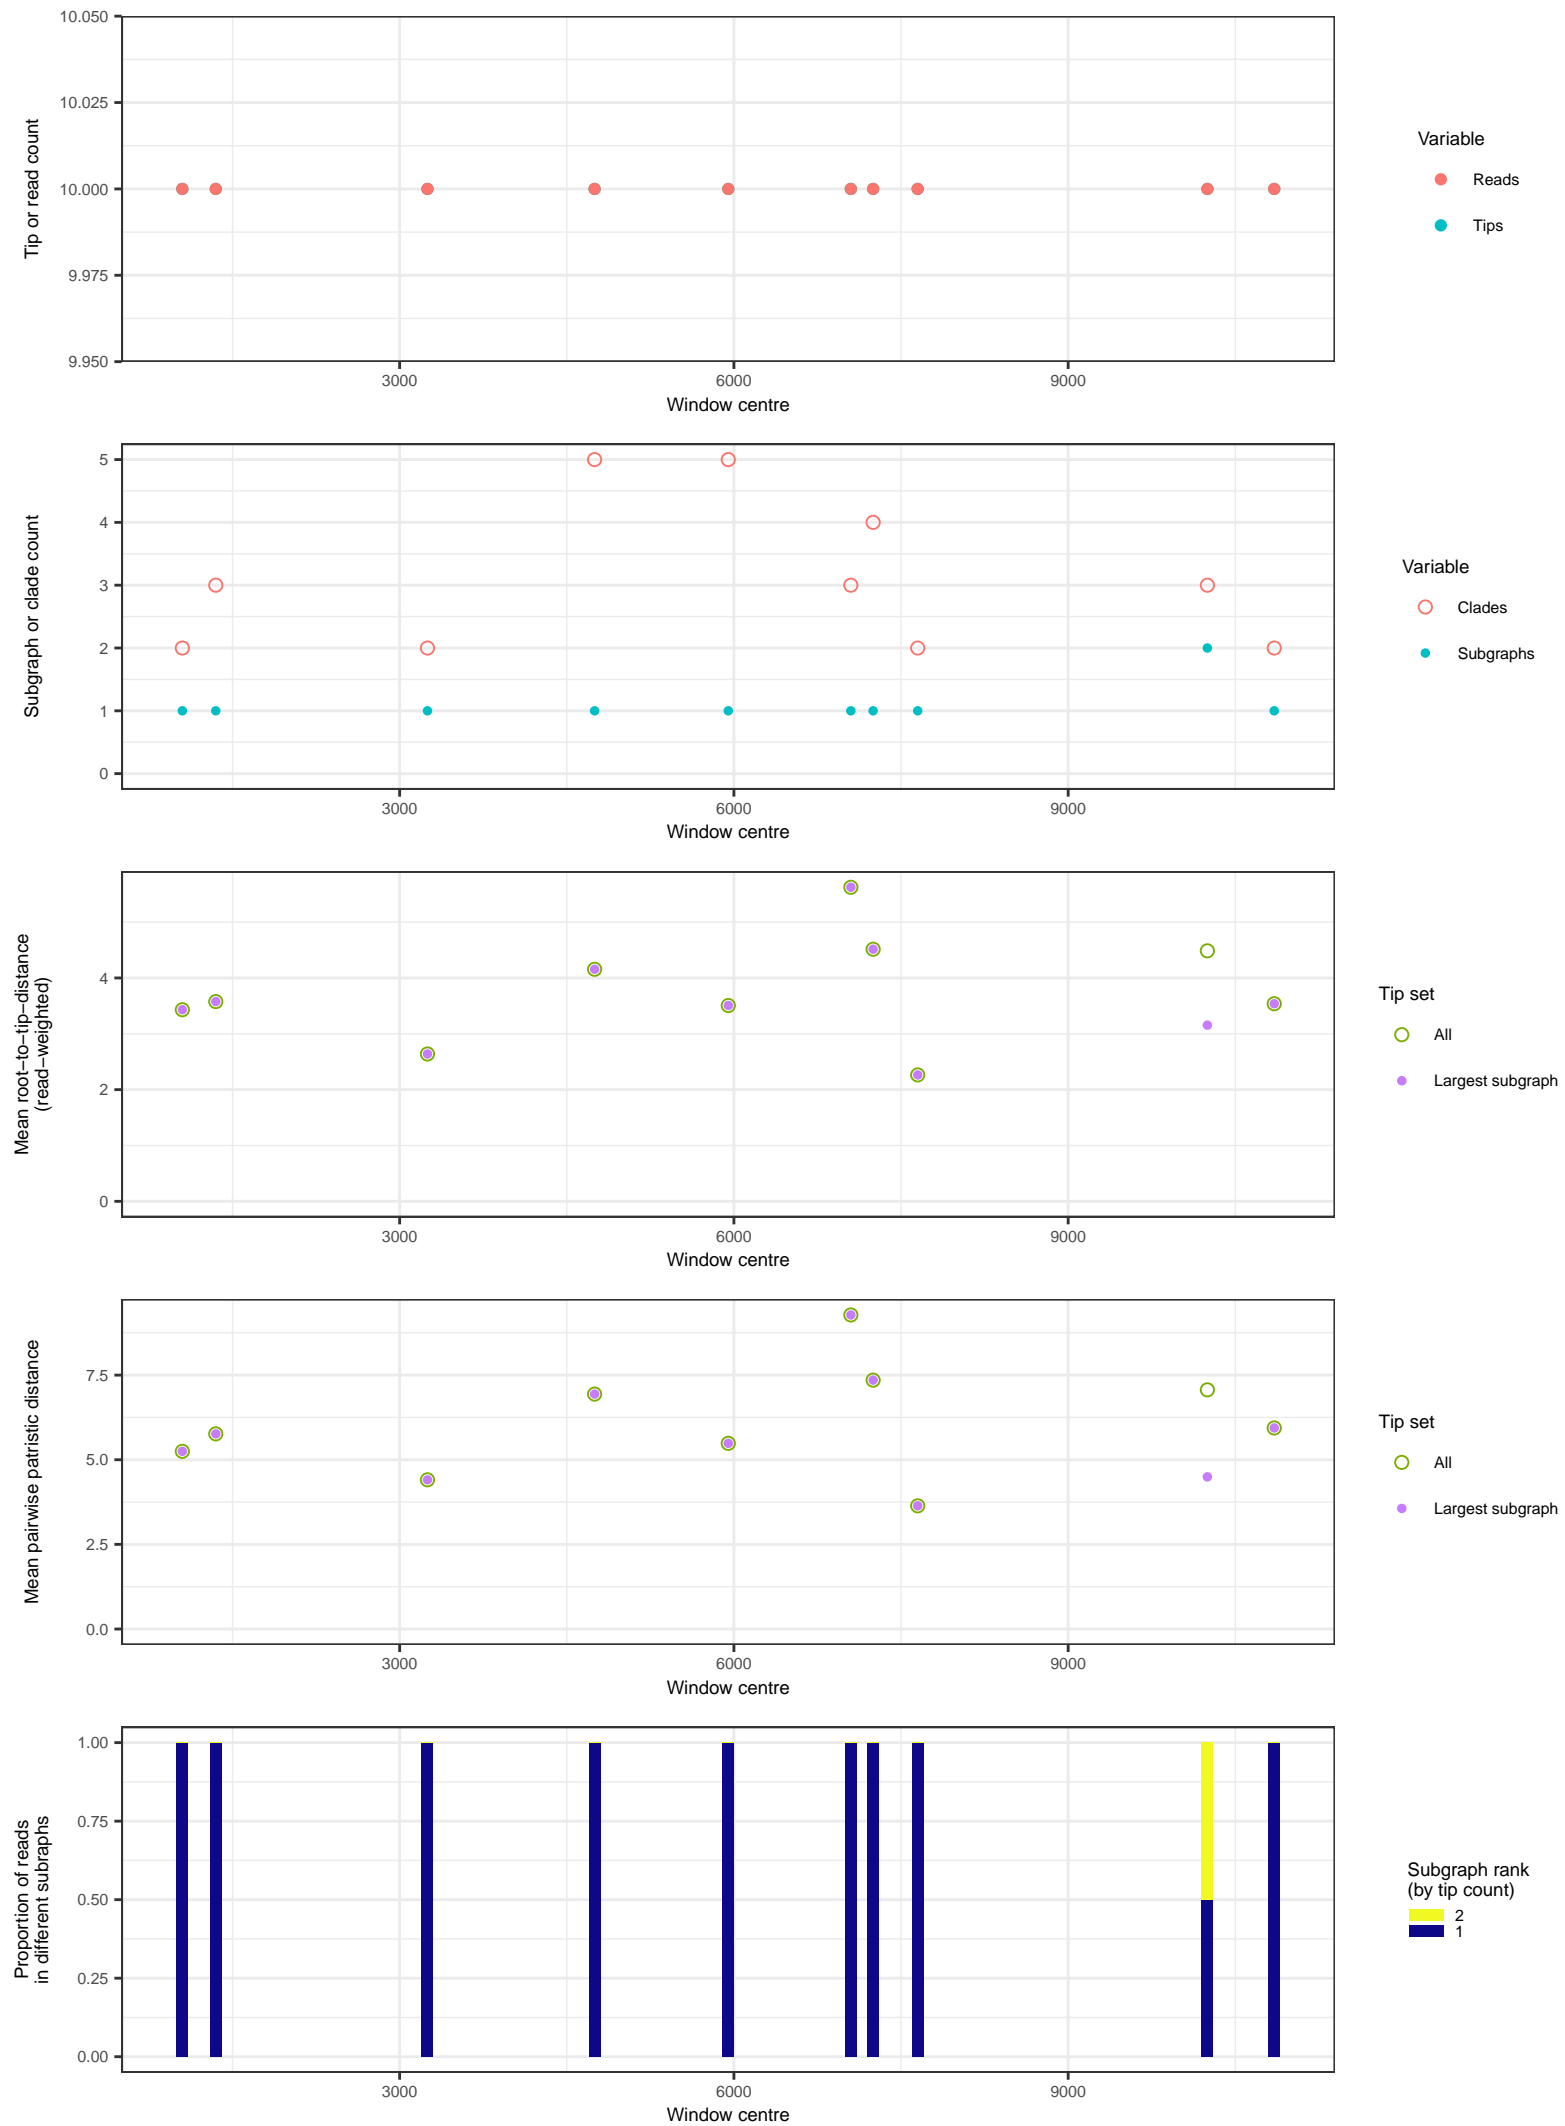 10.050
10.025
10.000
9.975
9.950
Tip or read count
3000 6000 9000
Window centre
Variable
Reads
Tips
5
4
3
2
1
0
Subgraph or clade count
3000 6000 9000
Window centre
Variable
Clades
Subgraphs
4
2
0
Mean root−to−tip−distance
(read−weighted)
3000 6000 9000
Window centre
Tip set
All
Largest subgraph
7.5
5.0
2.5
0.0
Mean pairwise patristic distance
3000 6000 9000
Window centre
Tip set
All
Largest subgraph
1.00
0.75
0.50
0.25
0.00
Proportion of reads
in different subraphs
3000 6000 9000
Window centre
Subgraph rank
(by tip count)
2
1